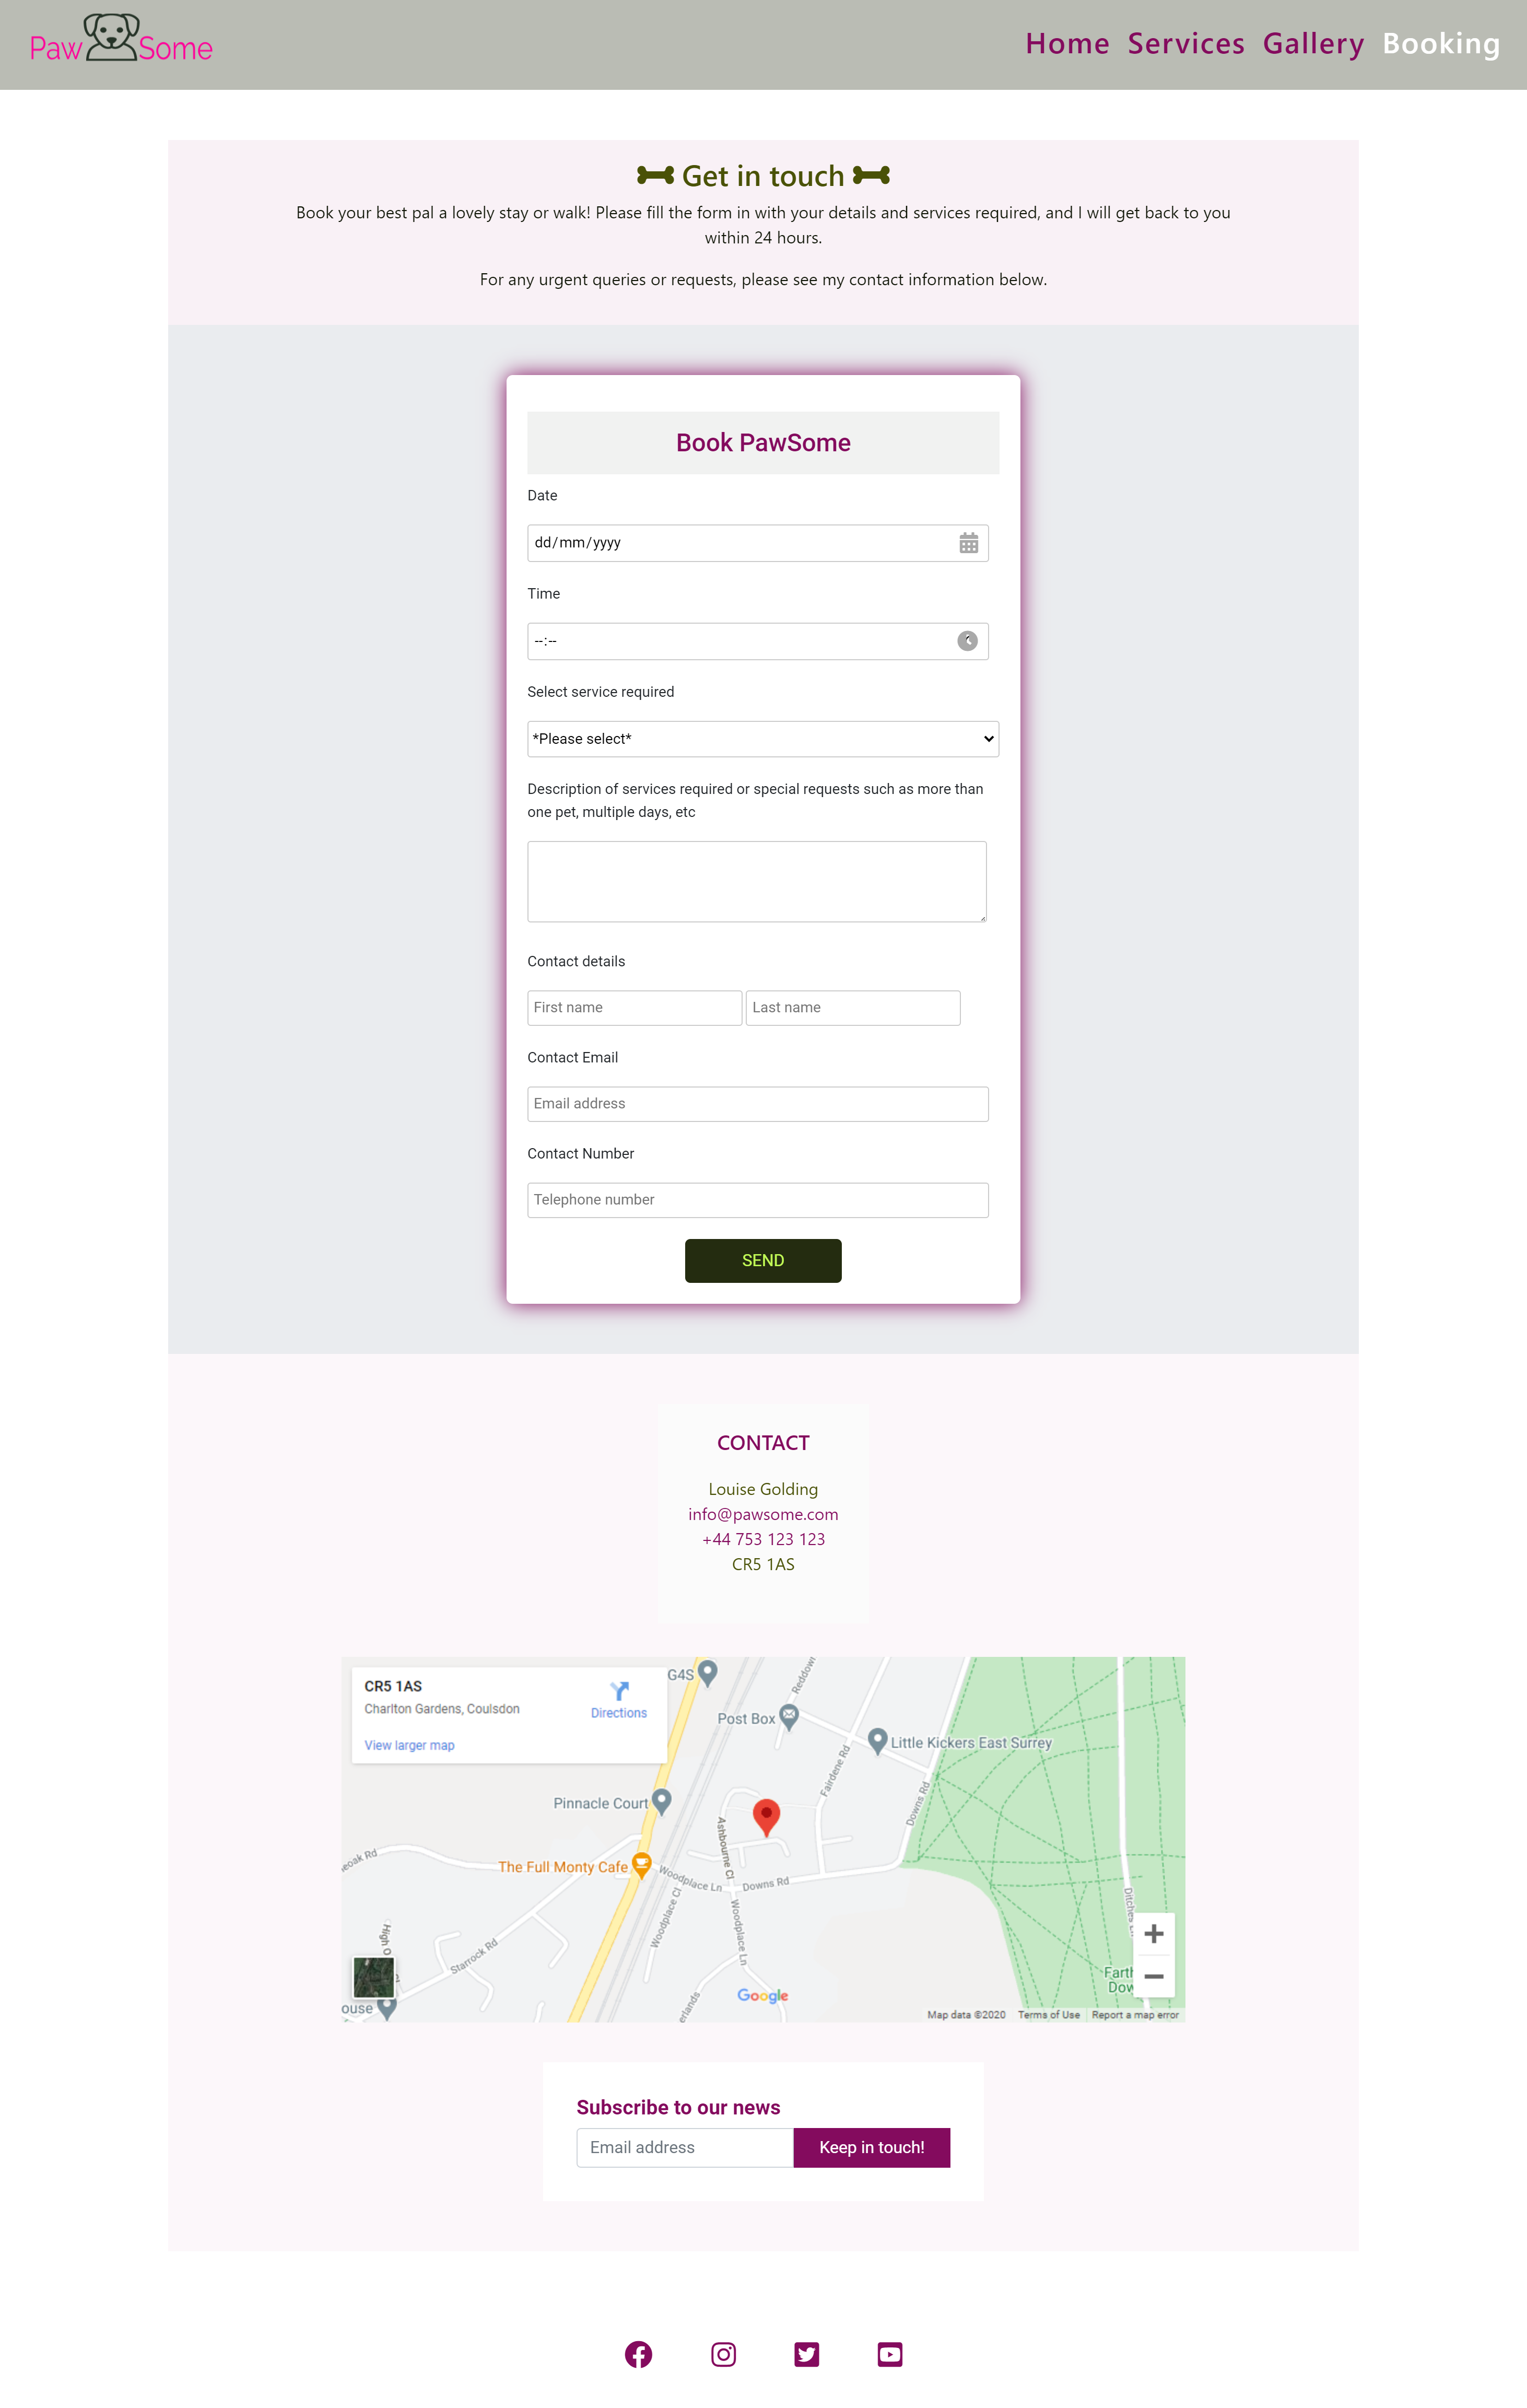 Paw Some
Home Services Gallery Booking
Get in touch
Book your best pal a lovely stay or walk! Please fill the form in with your details and services required, and I will get back to you
within 24 hours.
For any urgent queries or requests, please see my contact information below.
Book PawSome
Date
dd/mm/yyyy
Time
--:--
Select service required
*Please select*
Description of services required or special requests such as more than
one pet, multiple days, etc
Contact details
First name Last name
Contact Email
Email address
Contact Number
Telephone number
SEND
CONTACT
Louise Golding
info@pawsome.com
+44 753 123 123
CR5 1AS
CR5 1AS
Charlton Gardens, Coulsdon
Directions
View larger map
G4S
Reddown
Post Box
Little Kickers East Surrey
Fairdene Rd
Downs Rd
Pinnacle Court
Ashbourne Cl
The Full Monty Cafe
Woodplace Ln
Downs Rd
Woodplace Cl
Woodplace Ln
Starrock Rd
Google
Map data ©2020 Terms of Use Report a map error
Subscribe to our news
Email address Keep in touch!